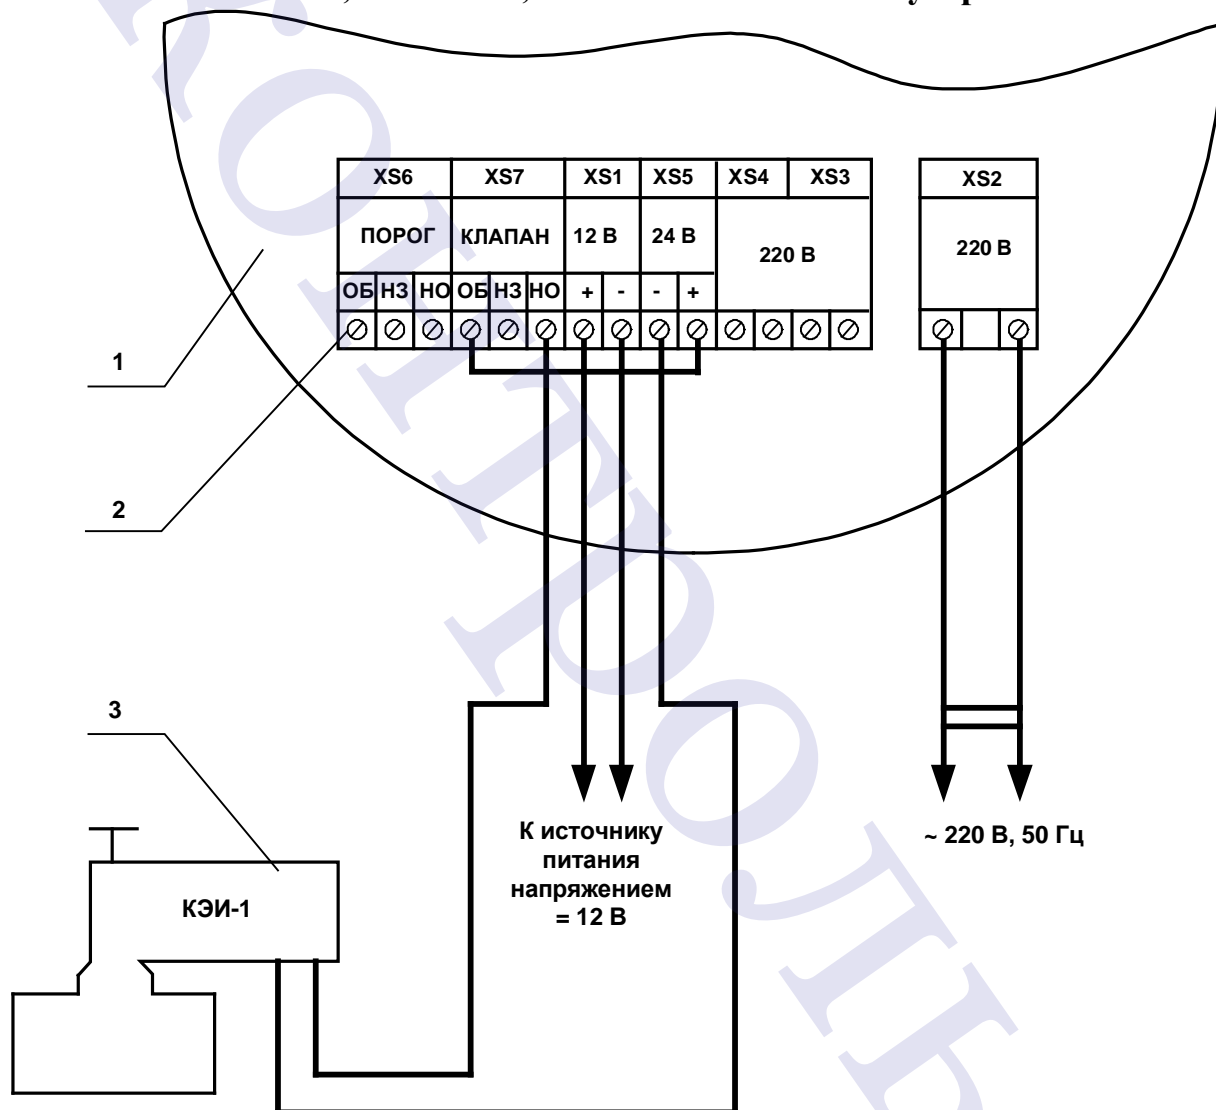 XS6 XS7 XS1 XS5 XS4 XS3
XS2
ПОРОГ КЛАПАН 12 В 24 В
220 В
220 В
ОБ НЗ НО ОБ НЗ НО + - - +
1
2
3
К источнику
питания
напряжением
= 12 В
~ 220 В, 50 Гц
КЭИ-1